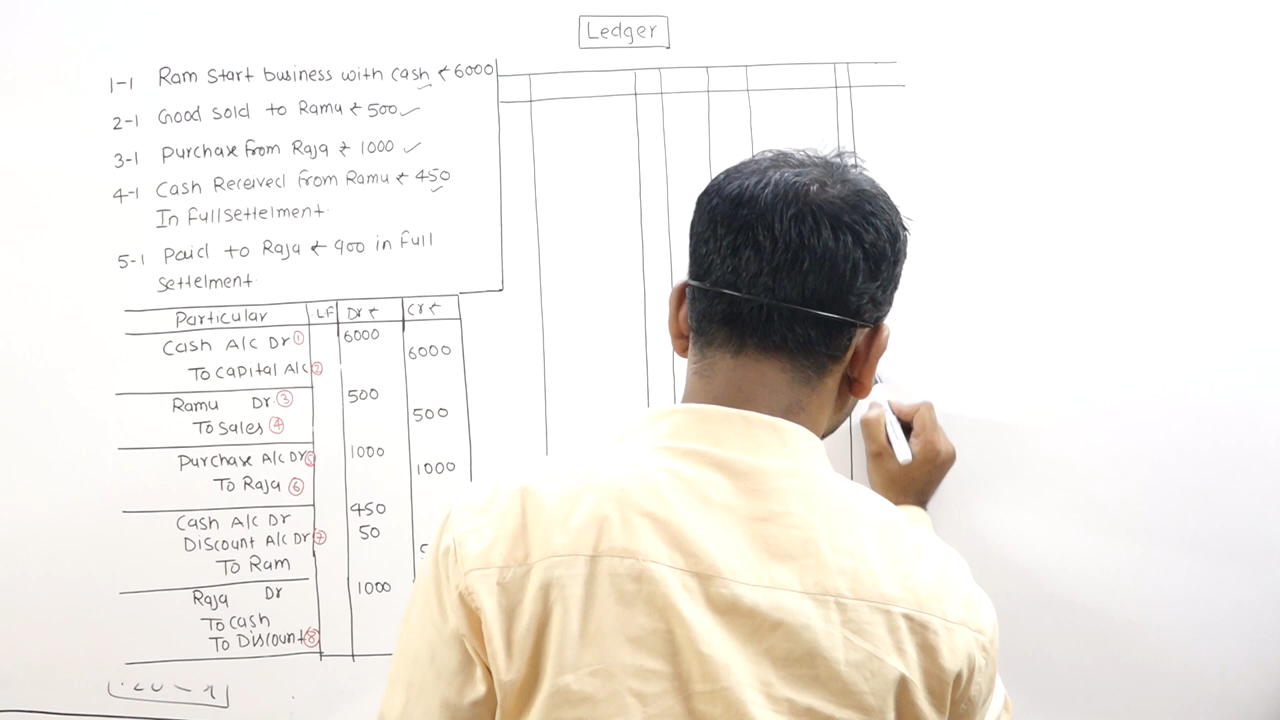 Ledger
1-1 Ram Start business with cash ₹ 6000
2-1 Good sold to Ramu ₹ 500
3-1 Purchase from Raja ₹ 1000
4-1 Cash Received from Ramu ₹ 450
In fullsettelment.
5-1 Paid to Raja ₹ 900 in full
settelment.
Particular LF Dr ₹ Cr ₹
Cash A/c Dr ① 6000
To Capital A/c ② 6000
Ramu Dr. ③ 500
To Sales ④ 500
Purchase A/c Dr ⑤ 1000
To Raja ⑥ 1000
Cash A/c Dr 450
Discount A/c Dr ⑦ 50
To Ram
Raja Dr 1000
To Cash
To Discount ⑧